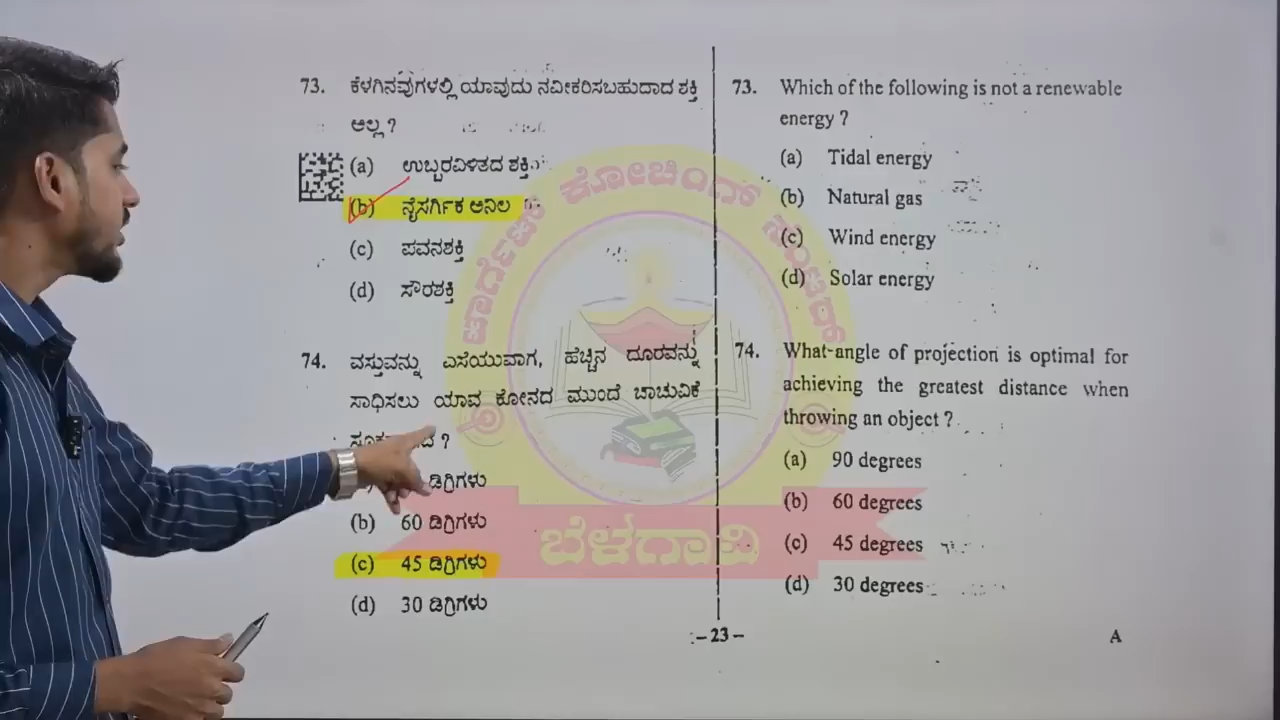 73. ಕೆಳಗಿನವುಗಳಲ್ಲಿ ಯಾವುದು ನವೀಕರಿಸಬಹುದಾದ ಶಕ್ತಿ
ಅಲ್ಲ ?
(a) ಉಬ್ಬರವಿಳಿತದ ಶಕ್ತಿ
(b) ನೈಸರ್ಗಿಕ ಅನಿಲ
(c) ಪವನಶಕ್ತಿ
(d) ಸೌರಶಕ್ತಿ
74. ವಸ್ತುವನ್ನು ಎಸೆಯುವಾಗ, ಹೆಚ್ಚಿನ ದೂರವನ್ನು
ಸಾಧಿಸಲು ಯಾವ ಕೋನದ ಮುಂದೆ ಚಾಚುವಿಕೆ
?
ಡಿಗ್ರಿಗಳು
(b) 60 ಡಿಗ್ರಿಗಳು
(c) 45 ಡಿಗ್ರಿಗಳು
(d) 30 ಡಿಗ್ರಿಗಳು
73. Which of the following is not a renewable
energy ?
(a) Tidal energy
(b) Natural gas
(c) Wind energy
(d) Solar energy
74. What angle of projection is optimal for
achieving the greatest distance when
throwing an object ?
(a) 90 degrees
(b) 60 degrees
(c) 45 degrees
(d) 30 degrees
- 23 -
A
ಟಾರ್ಗೆಟ್ ಕೋಚಿಂಗ್ ಸೆಂಟರ್
ಬೆಳಗಾವಿ